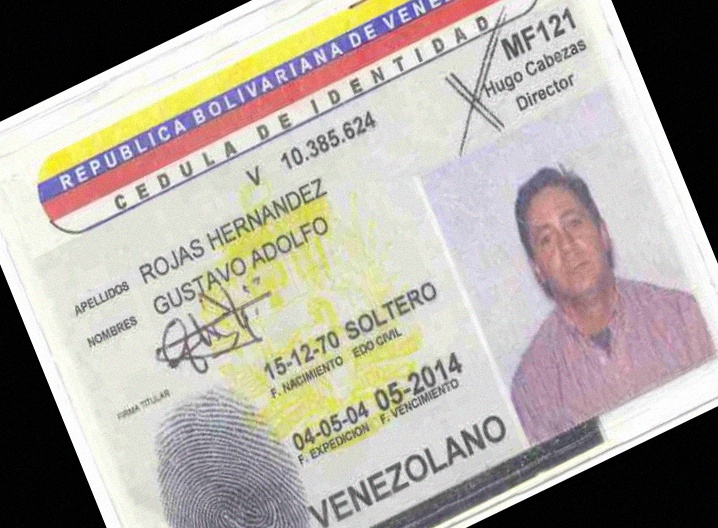 REPUBLICA BOLIVARIANA DE VENE
CEDULA DE IDENTIDAD
MF121
Hugo Cabezas
Director
V 10.385.624
APELLIDOS ROJAS HERNANDEZ
NOMBRES GUSTAVO ADOLFO
FIRMA TITULAR
15-12-70 SOLTERO
F. NACIMIENTO EDO CIVIL
04-05-04 05-2014
F. EXPEDICION F. VENCIMIENTO
VENEZOLANO